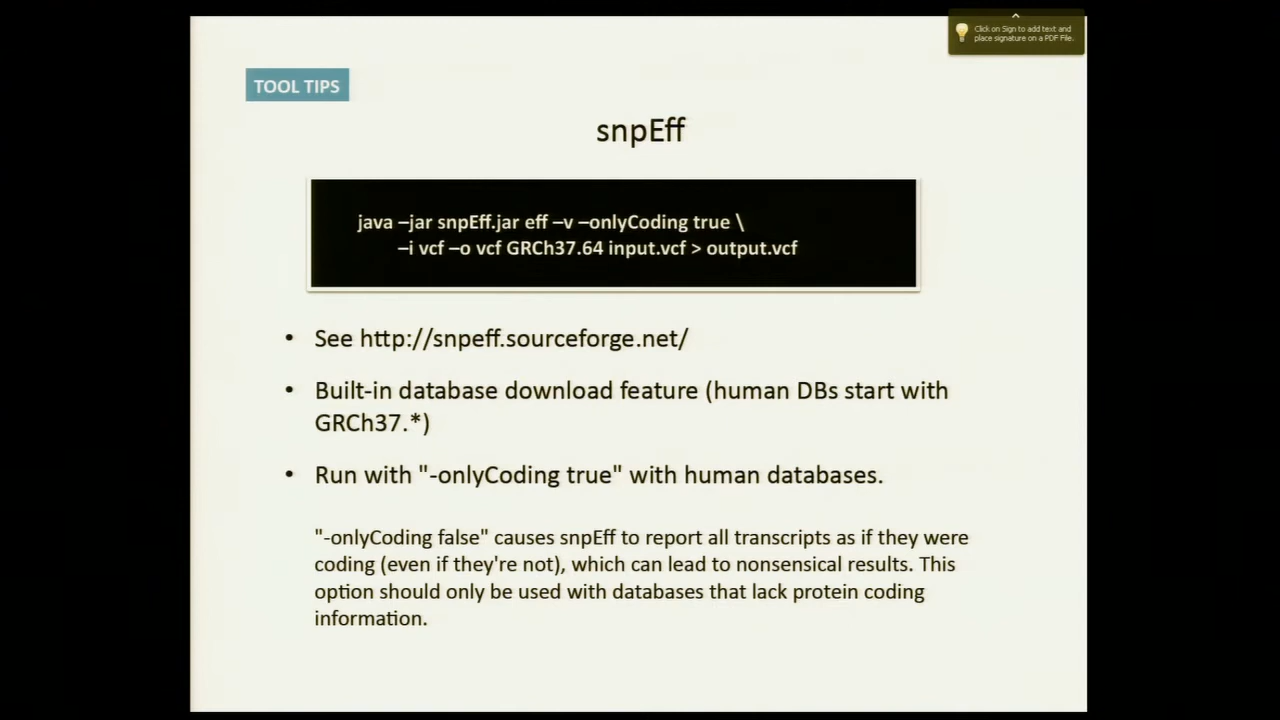 Click on Sign to add text and
place signature on a PDF File.
TOOL TIPS
snpEff
java –jar snpEff.jar eff –v –onlyCoding true \
–i vcf –o vcf GRCh37.64 input.vcf > output.vcf
• See http://snpeff.sourceforge.net/
• Built-in database download feature (human DBs start with
GRCh37.*)
• Run with "-onlyCoding true" with human databases.
"-onlyCoding false" causes snpEff to report all transcripts as if they were
coding (even if they're not), which can lead to nonsensical results. This
option should only be used with databases that lack protein coding
information.